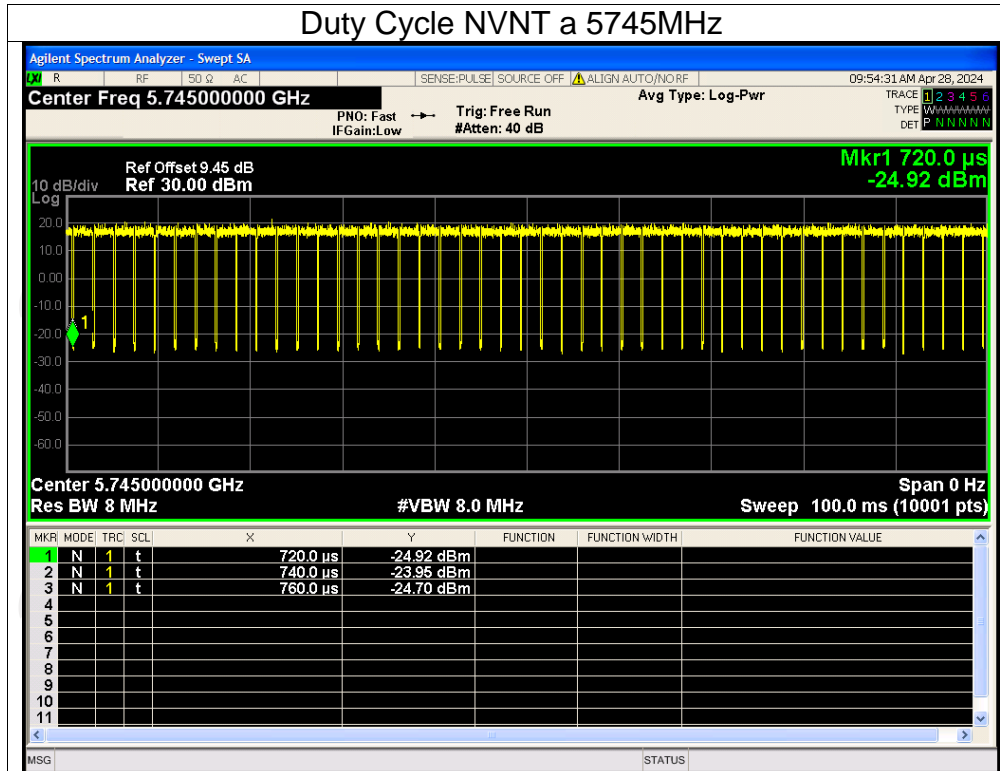 Duty Cycle NVNT a 5745MHz
Agilent Spectrum Analyzer - Swept SA
LXI R RF 50 Ω AC SENSE:PULSE SOURCE OFF ALIGN AUTO/NO RF 09:54:31 AM Apr 28, 2024
Center Freq 5.745000000 GHz Avg Type: Log-Pwr TRACE 1 2 3 4 5 6
PNO: Fast Trig: Free Run TYPE W
IFGain:Low #Atten: 40 dB DET P N N N N N
Mkr1 720.0 µs
Ref Offset 9.45 dB
10 dB/div Ref 30.00 dBm -24.92 dBm
Log
20.0
10.0
0.00
-10.0
1
-20.0
-30.0
-40.0
-50.0
-60.0
Center 5.745000000 GHz Span 0 Hz
Res BW 8 MHz #VBW 8.0 MHz Sweep 100.0 ms (10001 pts)
MKR MODE TRC SCL X Y FUNCTION FUNCTION WIDTH FUNCTION VALUE
1 N 1 t 720.0 µs -24.92 dBm
2 N 1 t 740.0 µs -23.95 dBm
3 N 1 t 760.0 µs -24.70 dBm
4
5
6
7
8
9
10
11
MSG STATUS